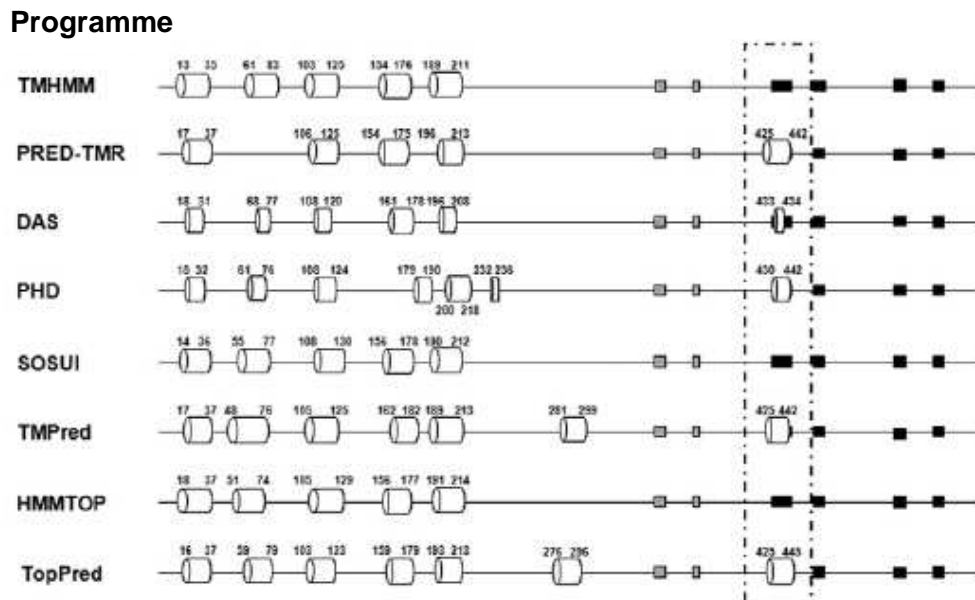 Programme
13 35 61 83 103 125 154 176 189 211
TMHMM
17 37 106 125 154 175 196 213 425 442
PRED-TMR
18 31 68 77 108 120 161 178 196 208 433 434
DAS
15 32 61 76 108 124 179 190 232 236 430 442
PHD
200 218
14 36 55 77 108 130 156 178 190 212
SOSUI
17 37 48 76 105 125 162 182 189 213 281 299 425 442
TMPred
18 37 51 74 105 129 156 177 191 214
HMMTOP
16 37 59 79 103 123 159 179 193 213 276 296 425 445
TopPred